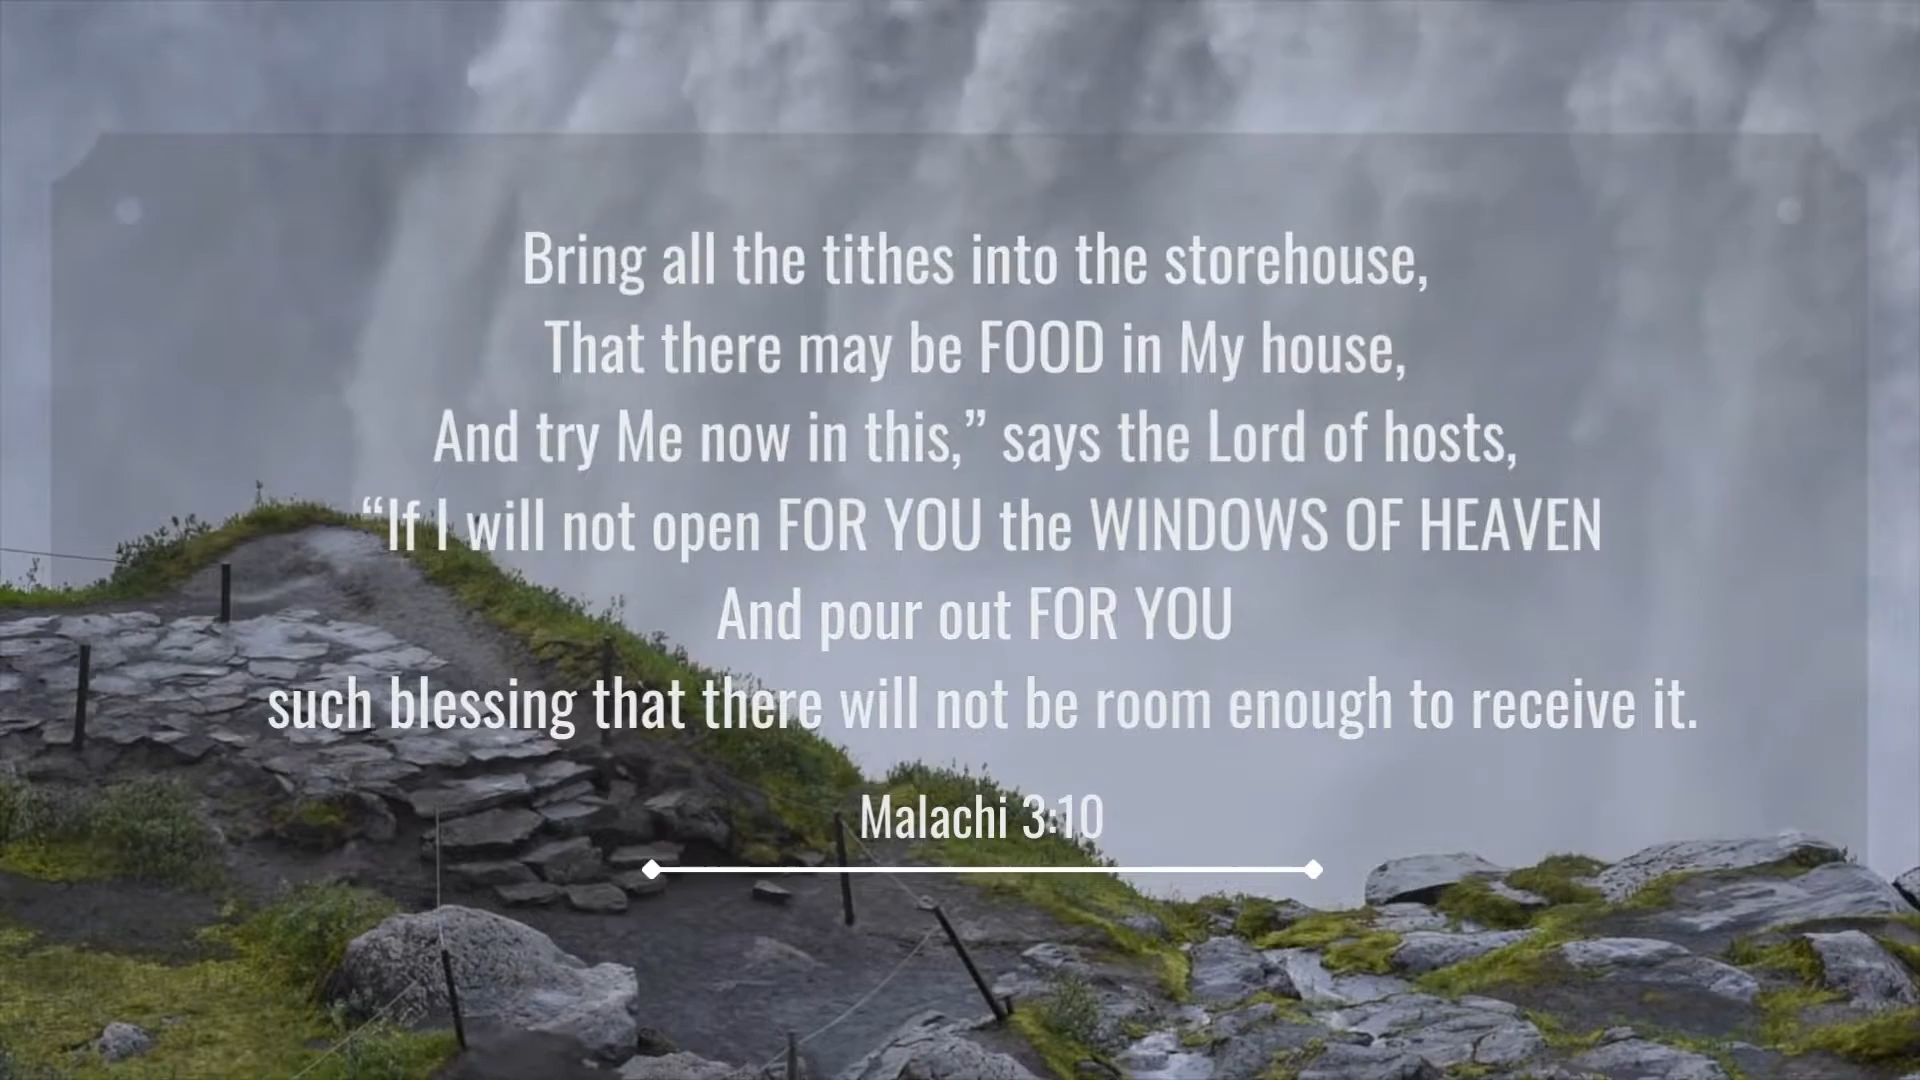 Bring all the tithes into the storehouse,
That there may be FOOD in My house,
And try Me now in this,” says the Lord of hosts,
“If I will not open FOR YOU the WINDOWS OF HEAVEN
And pour out FOR YOU
such blessing that there will not be room enough to receive it.
Malachi 3:10